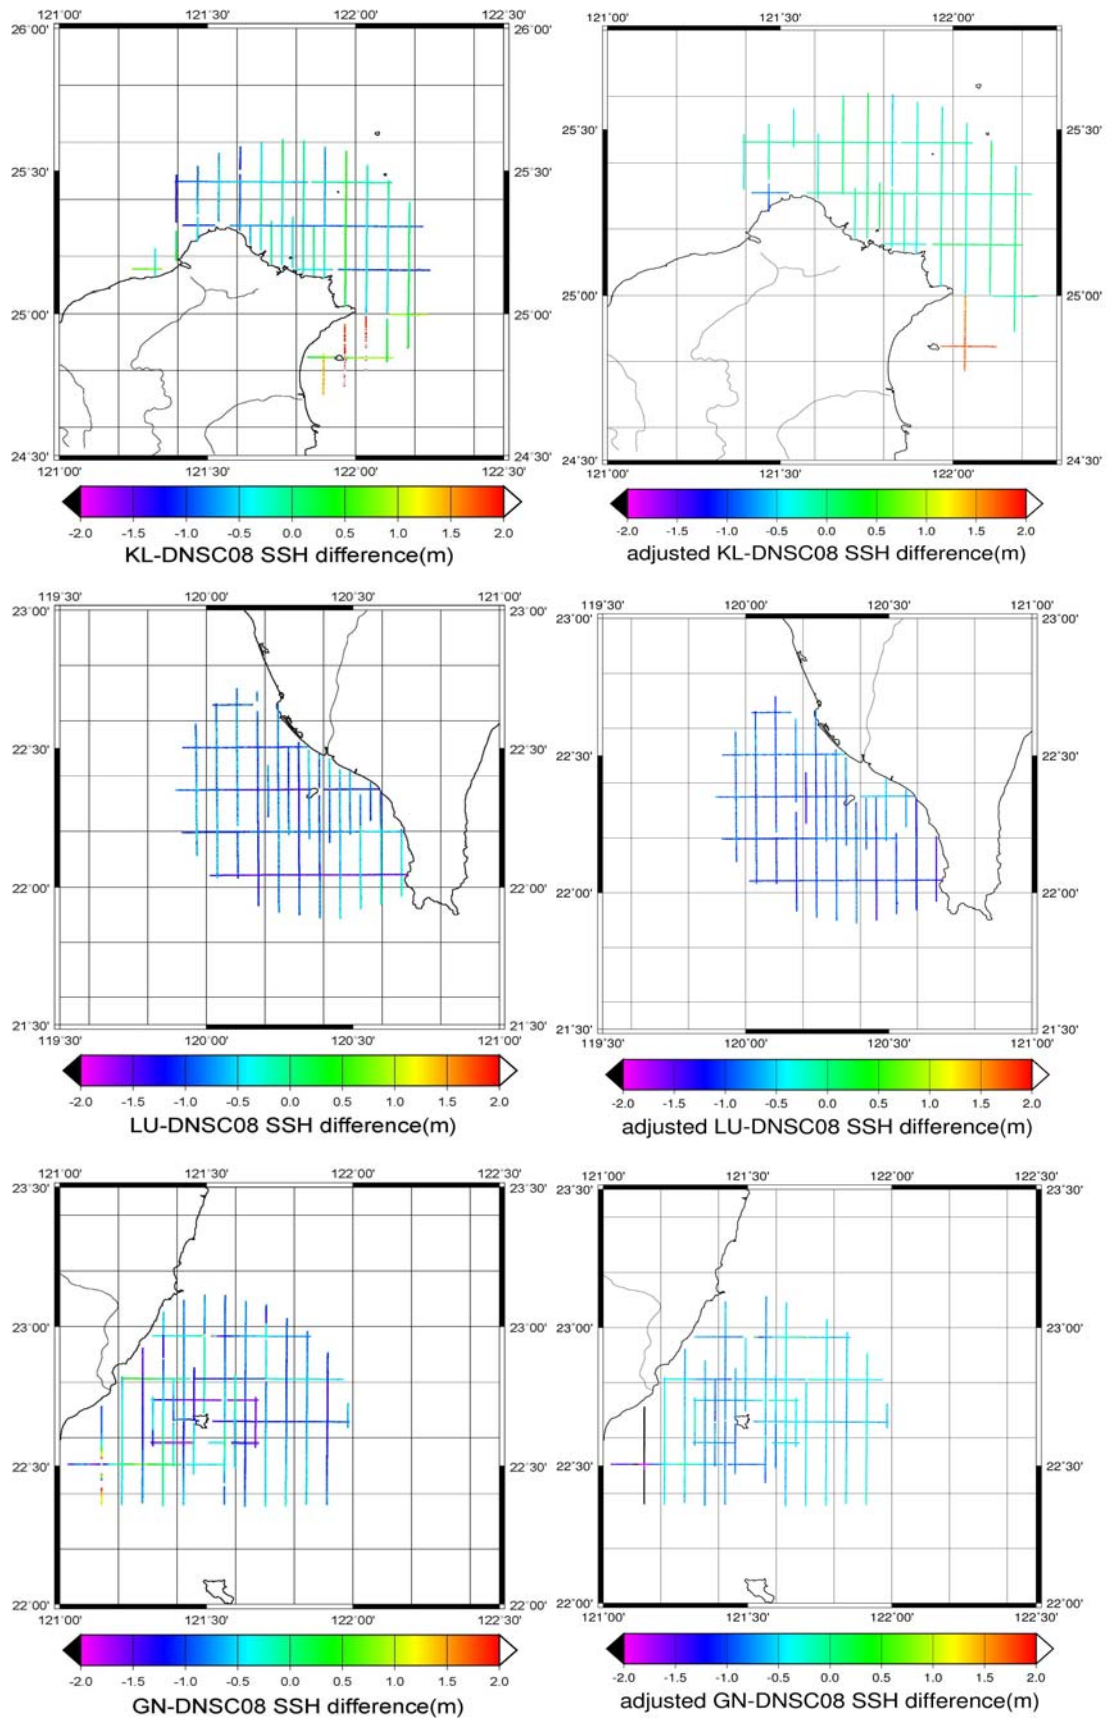 121˚00' 121˚30' 122˚00' 122˚30'
26˚00' 26˚00'
25˚30' 25˚30'
25˚00' 25˚00'
24˚30' 24˚30'
121˚00' 121˚30' 122˚00' 122˚30'
-2.0 -1.5 -1.0 -0.5 0.0 0.5 1.0 1.5 2.0
KL-DNSC08 SSH difference(m)
121˚00' 121˚30' 122˚00'
25˚30' 25˚30'
25˚00' 25˚00'
24˚30' 24˚30'
121˚00' 121˚30' 122˚00'
-2.0 -1.5 -1.0 -0.5 0.0 0.5 1.0 1.5 2.0
adjusted KL-DNSC08 SSH difference(m)
119˚30' 120˚00' 120˚30' 121˚00'
23˚00' 23˚00'
22˚30' 22˚30'
22˚00' 22˚00'
21˚30' 21˚30'
119˚30' 120˚00' 120˚30' 121˚00'
-2.0 -1.5 -1.0 -0.5 0.0 0.5 1.0 1.5 2.0
LU-DNSC08 SSH difference(m)
119˚30' 120˚00' 120˚30' 121˚00'
23˚00' 23˚00'
22˚30' 22˚30'
22˚00' 22˚00'
21˚30' 21˚30'
119˚30' 120˚00' 120˚30' 121˚00'
-2.0 -1.5 -1.0 -0.5 0.0 0.5 1.0 1.5 2.0
adjusted LU-DNSC08 SSH difference(m)
121˚00' 121˚30' 122˚00' 122˚30'
23˚30' 23˚30'
23˚00' 23˚00'
22˚30' 22˚30'
22˚00' 22˚00'
121˚00' 121˚30' 122˚00' 122˚30'
-2.0 -1.5 -1.0 -0.5 0.0 0.5 1.0 1.5 2.0
GN-DNSC08 SSH difference(m)
121˚00' 121˚30' 122˚00' 122˚30'
23˚30' 23˚30'
23˚00' 23˚00'
22˚30' 22˚30'
22˚00' 22˚00'
121˚00' 121˚30' 122˚00' 122˚30'
-2.0 -1.5 -1.0 -0.5 0.0 0.5 1.0 1.5 2.0
adjusted GN-DNSC08 SSH difference(m)